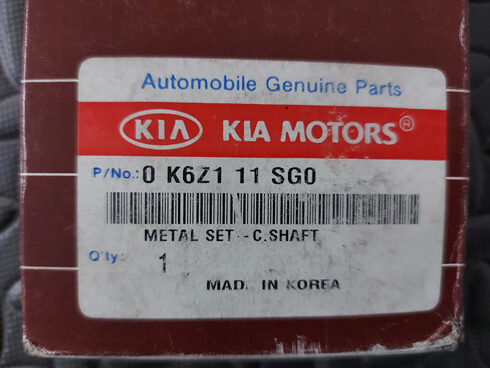 Automobile Genuine Parts
KIA KIA MOTORS®
P/No.: 0 K6Z1 11 SG0
METAL SET -C.SHAFT
Q'ty: 1
MADE IN KOREA